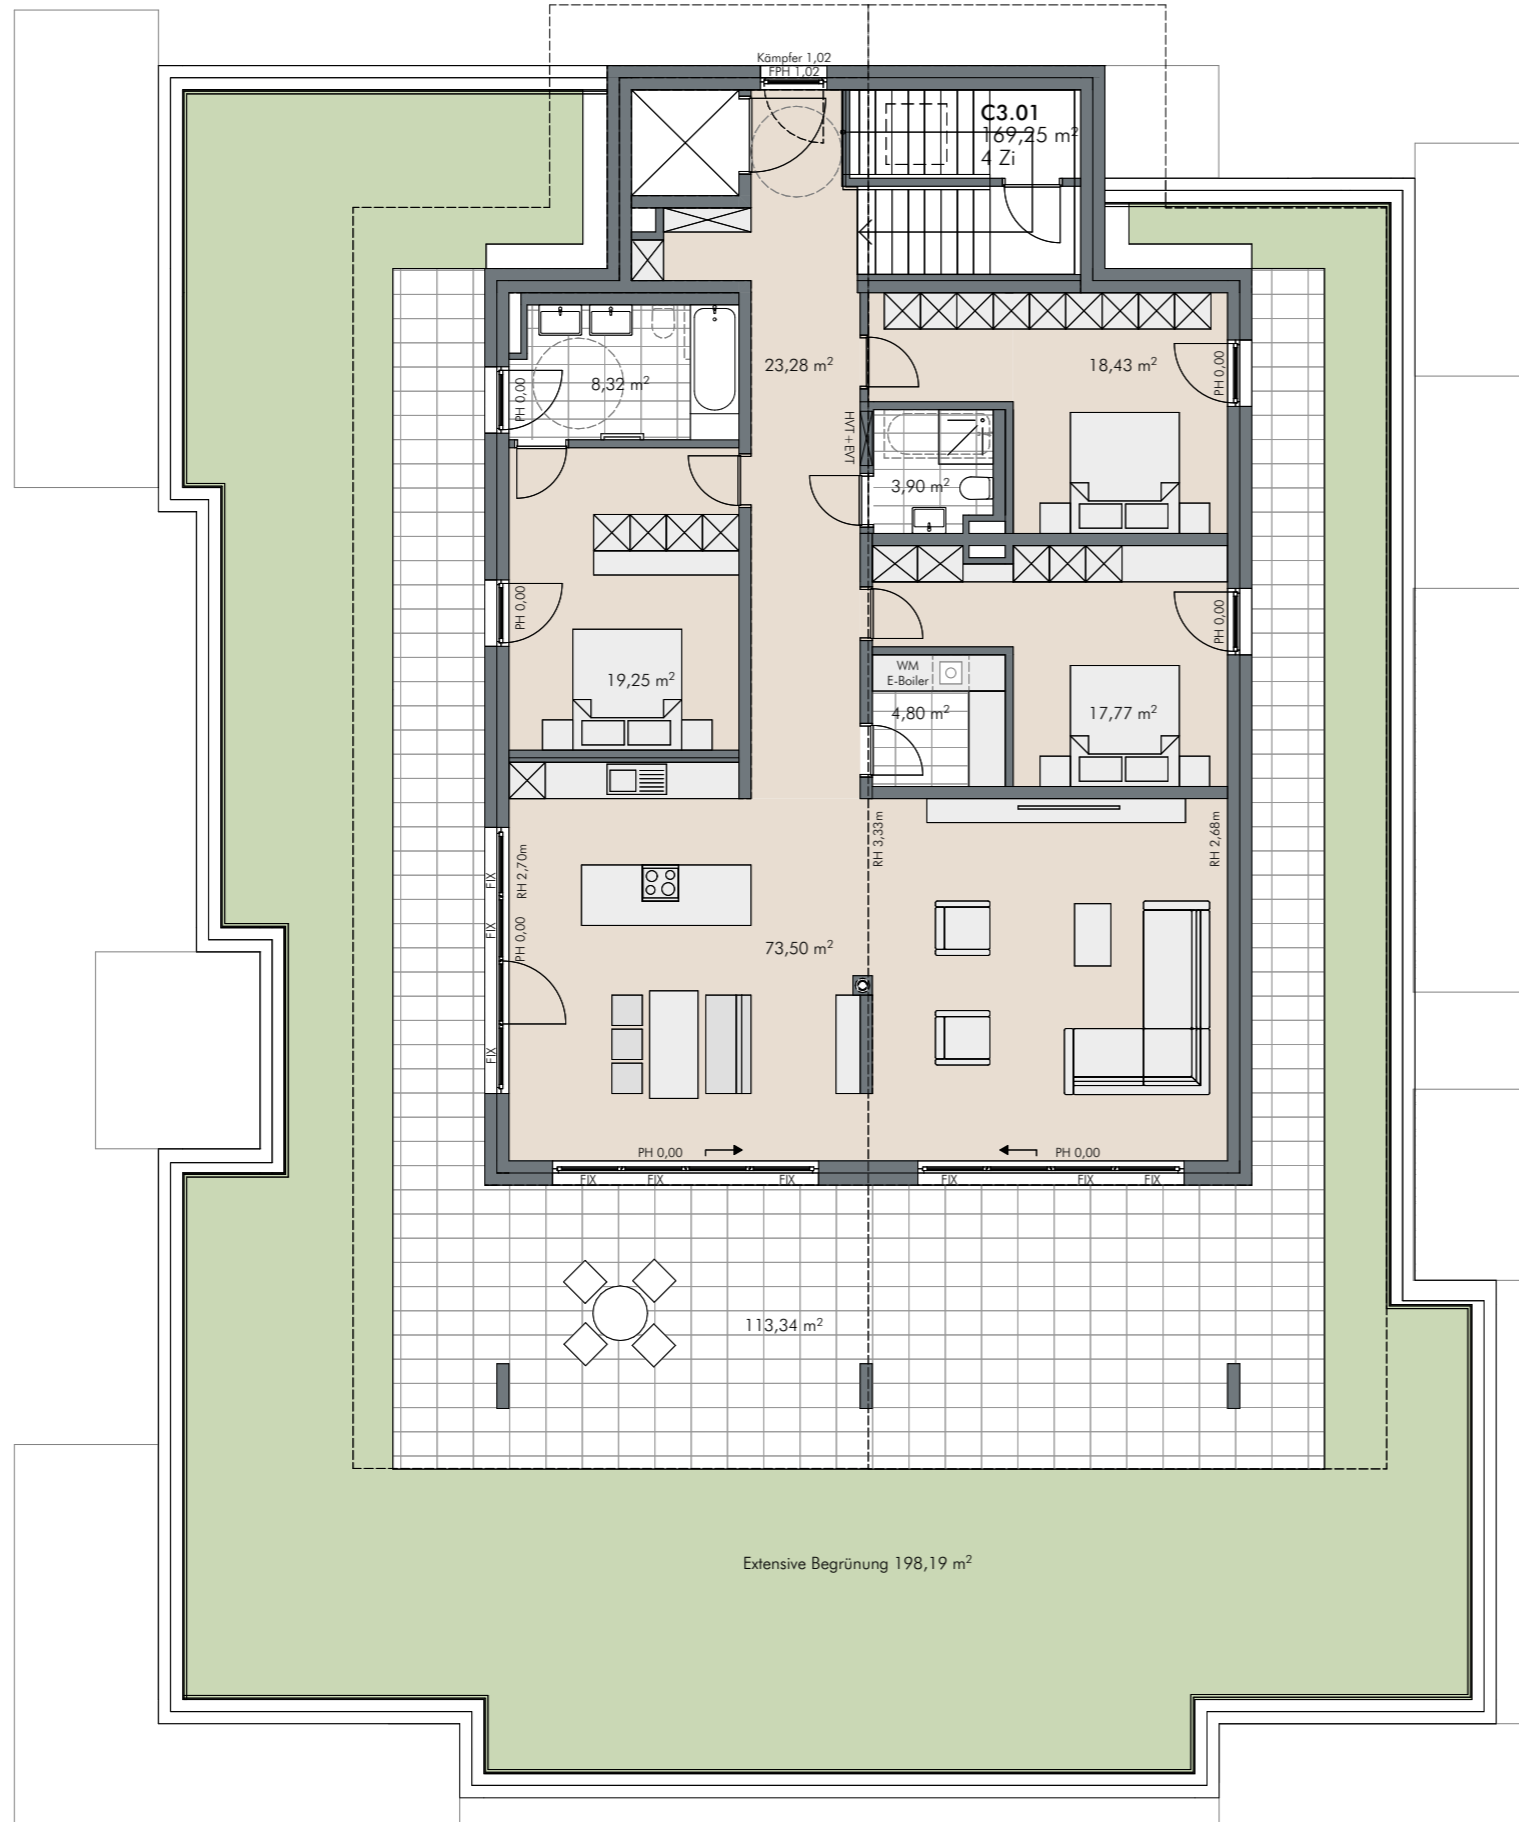 Kämpfer 1,02
FPH 1,02
C3.01
169,25 m²
4 Zi
23,28 m²
18,43 m²
PH 0,00
8,32 m²
PH 0,00
HVT + EVT
3,90 m²
PH 0,00
PH 0,00
19,25 m²
WM
E-Boiler
4,80 m²
17,77 m²
RH 2,70m
RH 3,33m
RH 2,68m
FIX
FIX
PH 0,00
73,50 m²
FIX
PH 0,00
PH 0,00
FIX
FIX
FIX
FIX
FIX
FIX
113,34 m²
Extensive Begrünung 198,19 m²